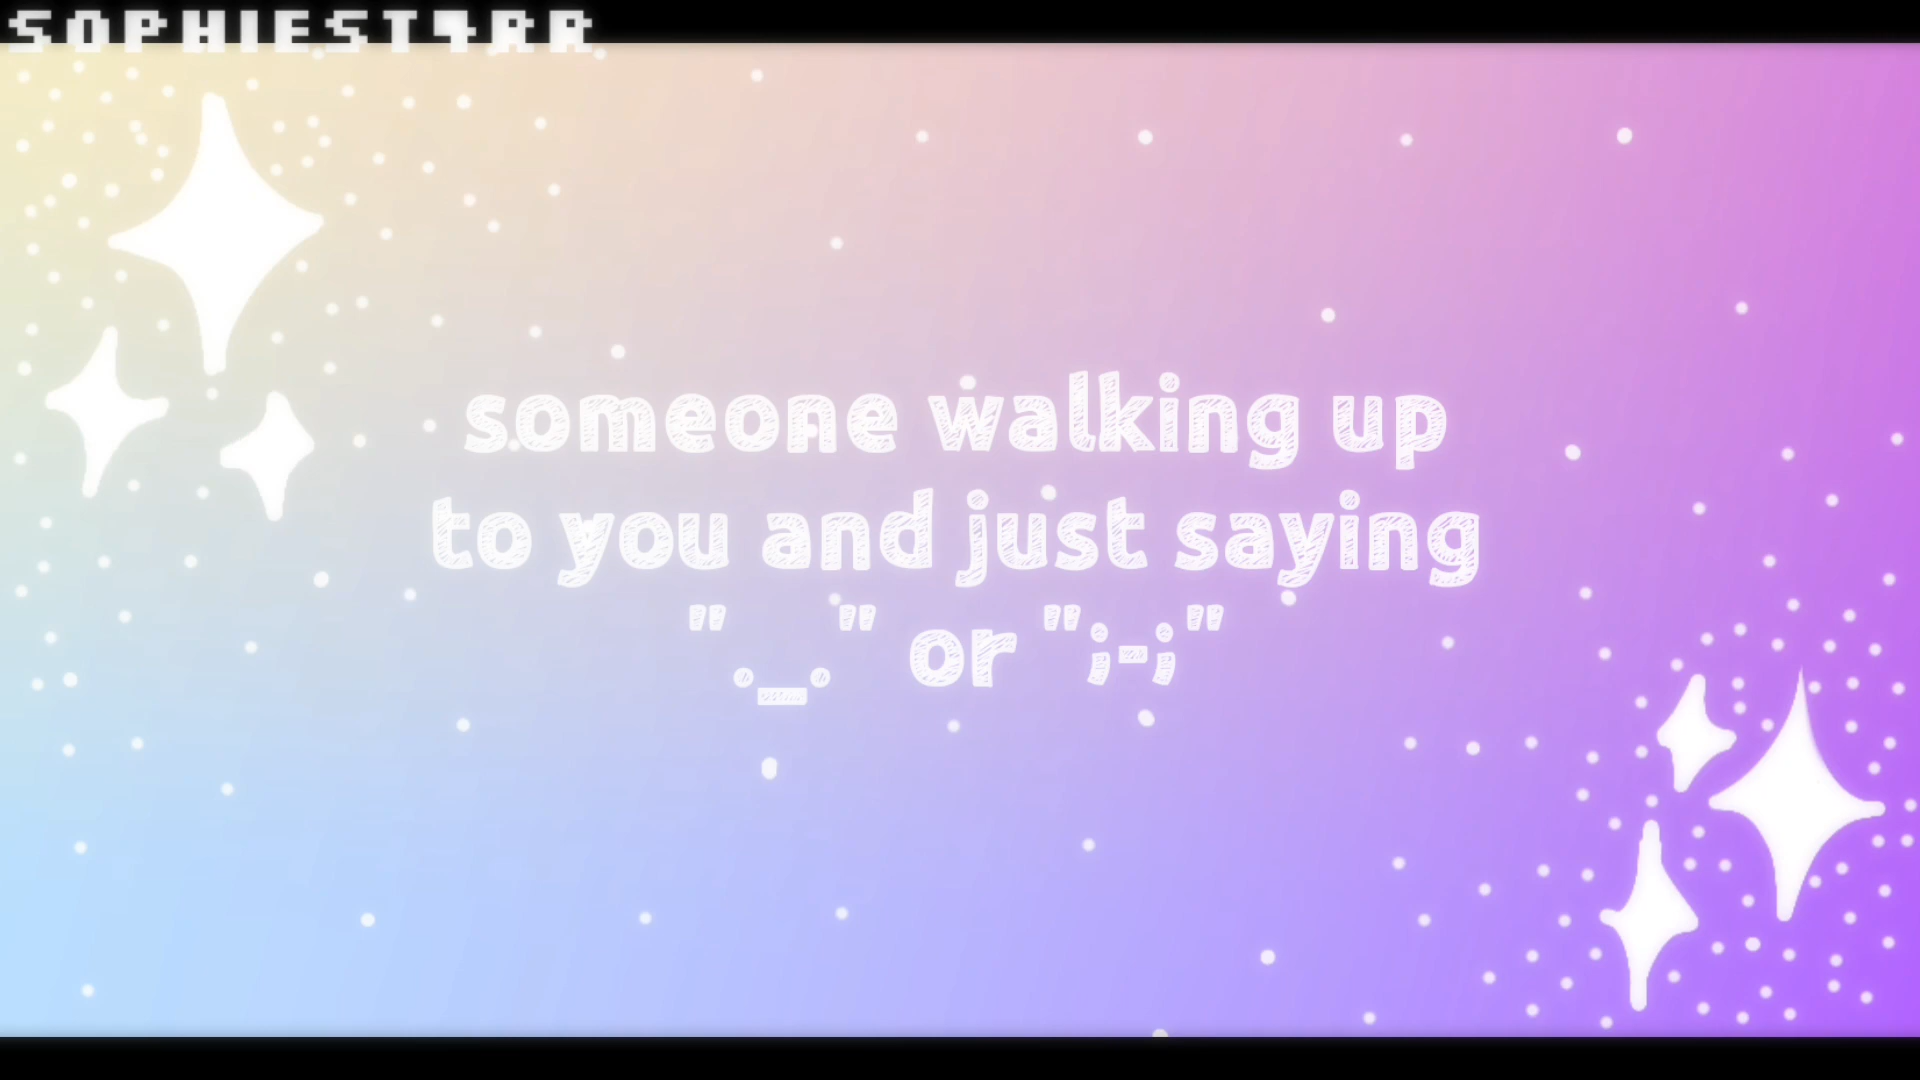 SOPHIEST4RR
someone walking up
to you and just saying
"._." or ";-;"